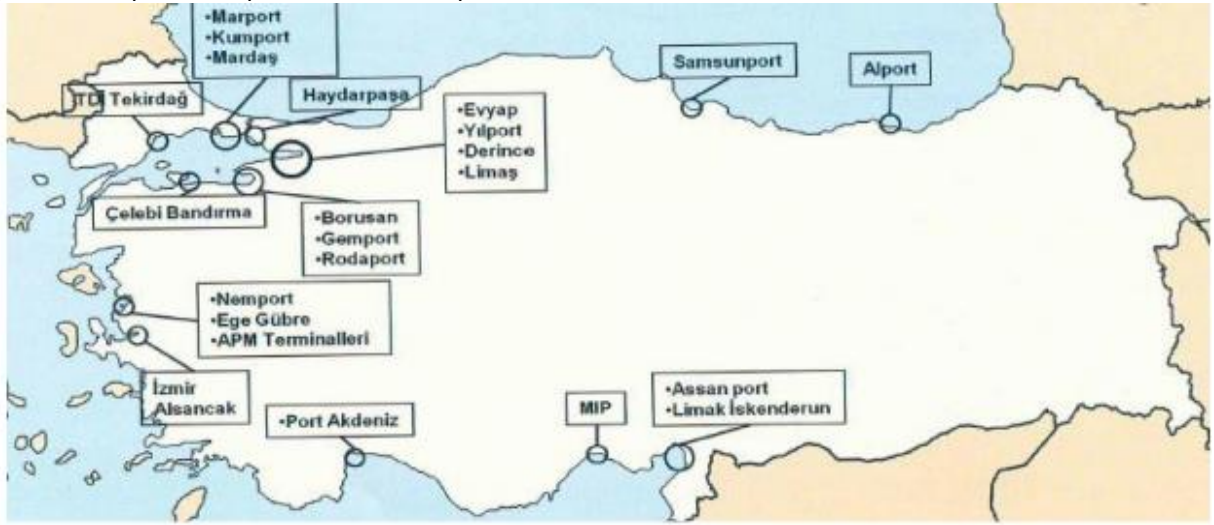 •Marport
•Kumport
•Mardaş
Samsunport
Alport
TDI Tekirdağ
Haydarpaşa
•Evyap
•Yılport
•Derince
•Limaş
Çelebi Bandırma
•Borusan
•Gemport
•Rodaport
•Nemport
•Ege Gübre
•APM Terminalleri
İzmir
Alsancak
•Port Akdeniz
MIP
•Assan port
•Limak İskenderun